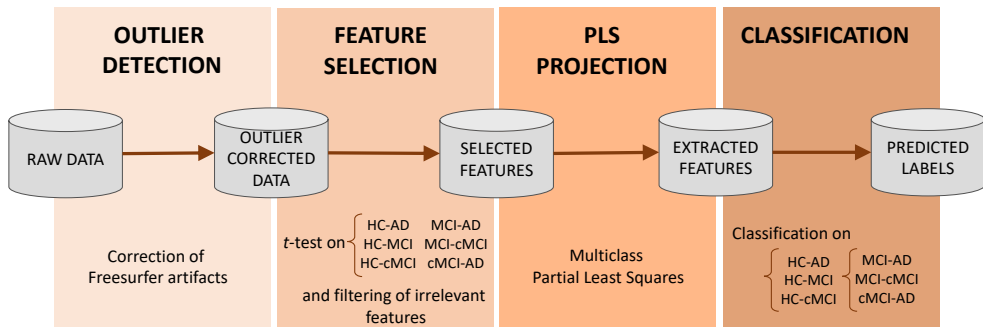 OUTLIER
DETECTION
FEATURE
SELECTION
PLS
PROJECTION
CLASSIFICATION
RAW DATA
OUTLIER
CORRECTED
DATA
SELECTED
FEATURES
EXTRACTED
FEATURES
PREDICTED
LABELS
Correction of
Freesurfer artifacts
t-test on
HC-AD MCI-AD
HC-MCI MCI-cMCI
HC-cMCI cMCI-AD
and filtering of irrelevant
features
Multiclass
Partial Least Squares
Classification on
HC-AD MCI-AD
HC-MCI MCI-cMCI
HC-cMCI cMCI-AD